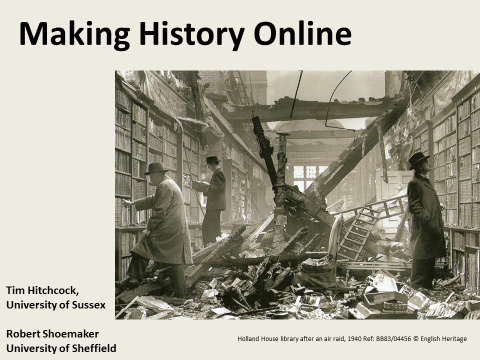 Making History Online
Tim Hitchcock,
University of Sussex
Robert Shoemaker
University of Sheffield
Holland House library after an air raid, 1940 Ref: BB83/04456 © English Heritage